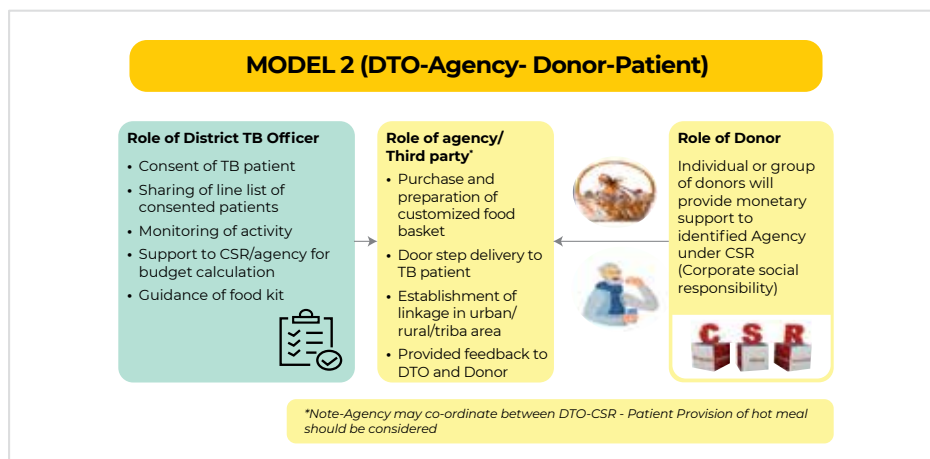 MODEL 2 (DTO-Agency- Donor-Patient)
Role of District TB Officer
• Consent of TB patient
• Sharing of line list of
consented patients
• Monitoring of activity
• Support to CSR/agency for
budget calculation
• Guidance of food kit
Role of agency/
Third party*
• Purchase and
preparation of
customized food
basket
• Door step delivery to
TB patient
• Establishment of
linkage in urban/
rural/triba area
• Provided feedback to
DTO and Donor
Role of Donor
Individual or group
of donors will
provide monetary
support to
identified Agency
under CSR
(Corporate social
responsibility)
C S R
*Note-Agency may co-ordinate between DTO-CSR - Patient Provision of hot meal
should be considered